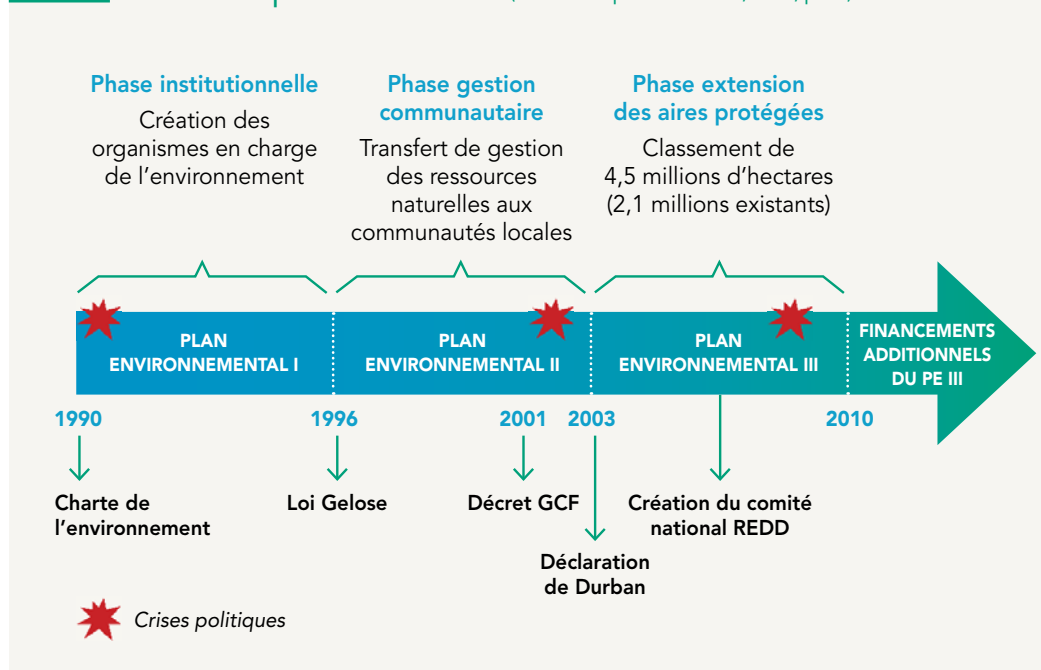 Phase institutionnelle
Création des
organismes en charge
de l'environnement
Phase gestion
communautaire
Transfert de gestion
des ressources
naturelles aux
communautés locales
Phase extension
des aires protégées
Classement de
4,5 millions d'hectares
(2,1 millions existants)
PLAN
ENVIRONNEMENTAL I
PLAN
ENVIRONNEMENTAL II
PLAN
ENVIRONNEMENTAL III
FINANCEMENTS
ADDITIONNELS
DU PE III
1990
1996
2001
2003
2010
Charte de
l'environnement
Loi Gelose
Décret GCF
Création du comité
national REDD
Déclaration
de Durban
Crises politiques